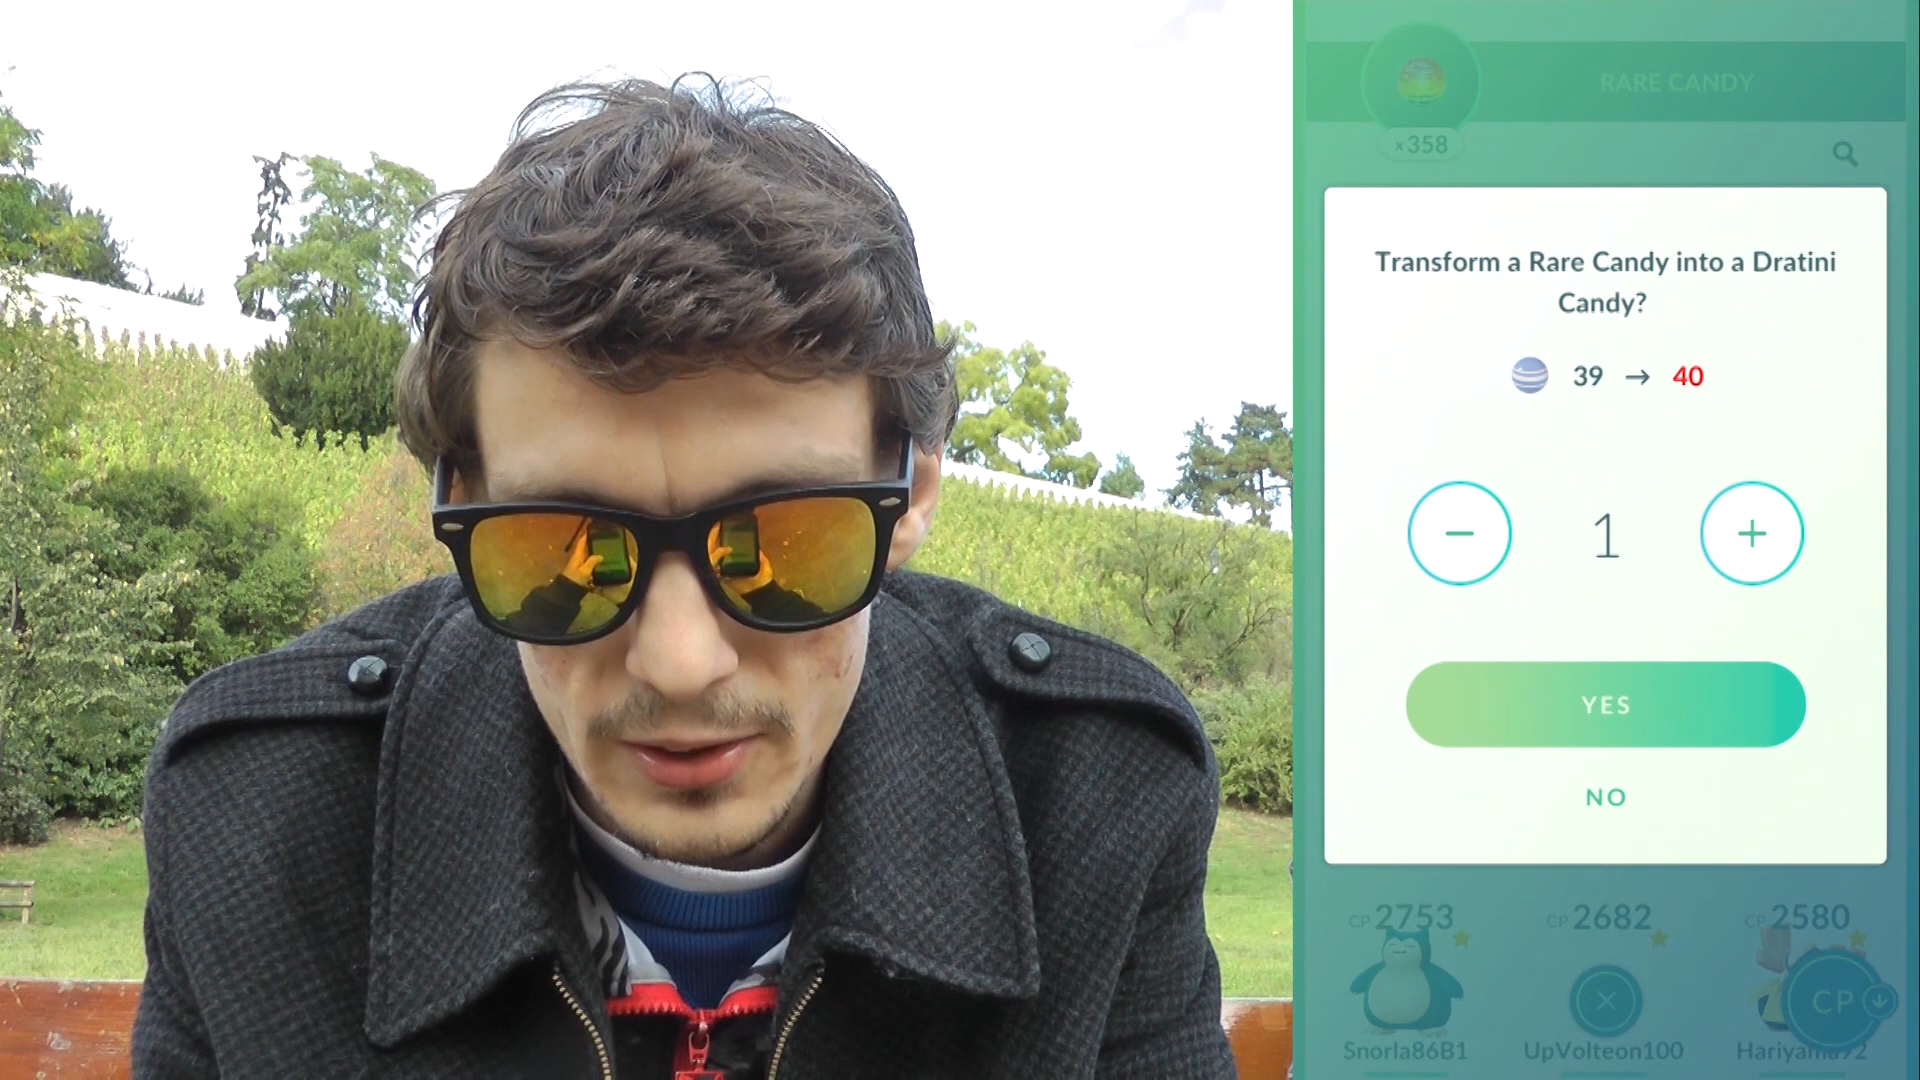 RARE CANDY
×358
Transform a Rare Candy into a Dratini
Candy?
39 → 40
− 1 +
YES
NO
CP 2753 CP 2682 CP 2580
CP
Snorla86B1 UpVolteon100 Hariyama92